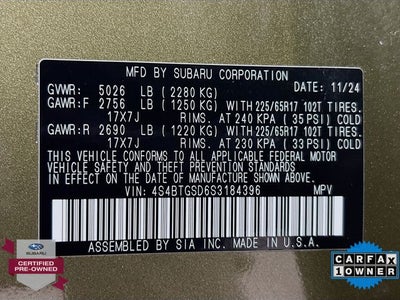 MFD BY SUBARU CORPORATION
GVWR: 5026 LB (2280 KG) DATE: 11/24
GAWR:F 2756 LB (1250 KG) WITH 225/65R17 102T TIRES.
17X7J RIMS. AT 240 KPA (35 PSI) COLD
GAWR:R 2690 LB (1220 KG) WITH 225/65R17 102T TIRES.
17X7J RIMS. AT 230 KPA (33 PSI) COLD
THIS VEHICLE CONFORMS TO ALL APPLICABLE FEDERAL MOTOR
VEHICLE SAFETY, BUMPER, AND THEFT PREVENTION STANDARDS
IN EFFECT ON THE DATE OF MANUFACTURE SHOWN ABOVE.
VIN: 4S4BTGSD6S3184396 MPV
ASSEMBLED BY SIA INC. MADE IN U.S.A.
SUBARU
CERTIFIED
PRE-OWNED
CARFAX
1 OWNER